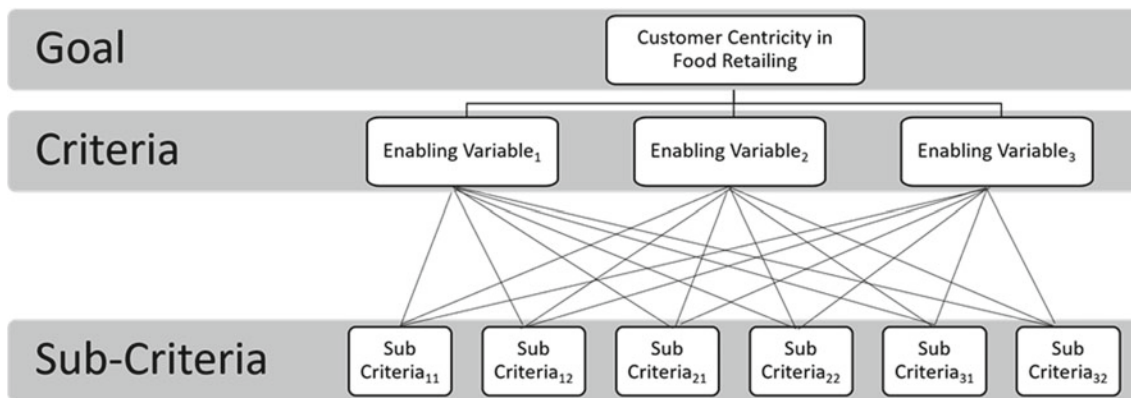 Goal
Customer Centricity in
Food Retailing
Criteria
Enabling Variable₁
Enabling Variable₂
Enabling Variable₃
Sub-Criteria
Sub
Criteria₁₁
Sub
Criteria₁₂
Sub
Criteria₂₁
Sub
Criteria₂₂
Sub
Criteria₃₁
Sub
Criteria₃₂